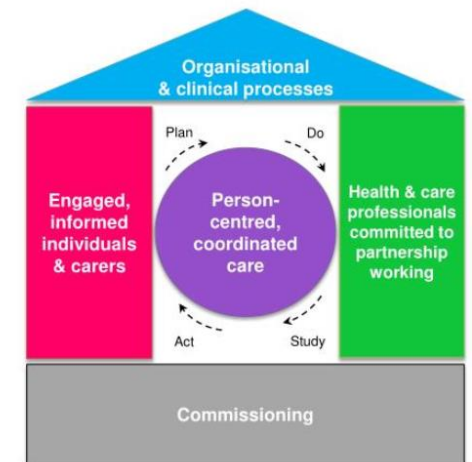 Organisational
& clinical processes
Plan
Do
Engaged,
informed
individuals
& carers
Person-
centred,
coordinated
care
Health & care
professionals
committed to
partnership
working
Act
Study
Commissioning